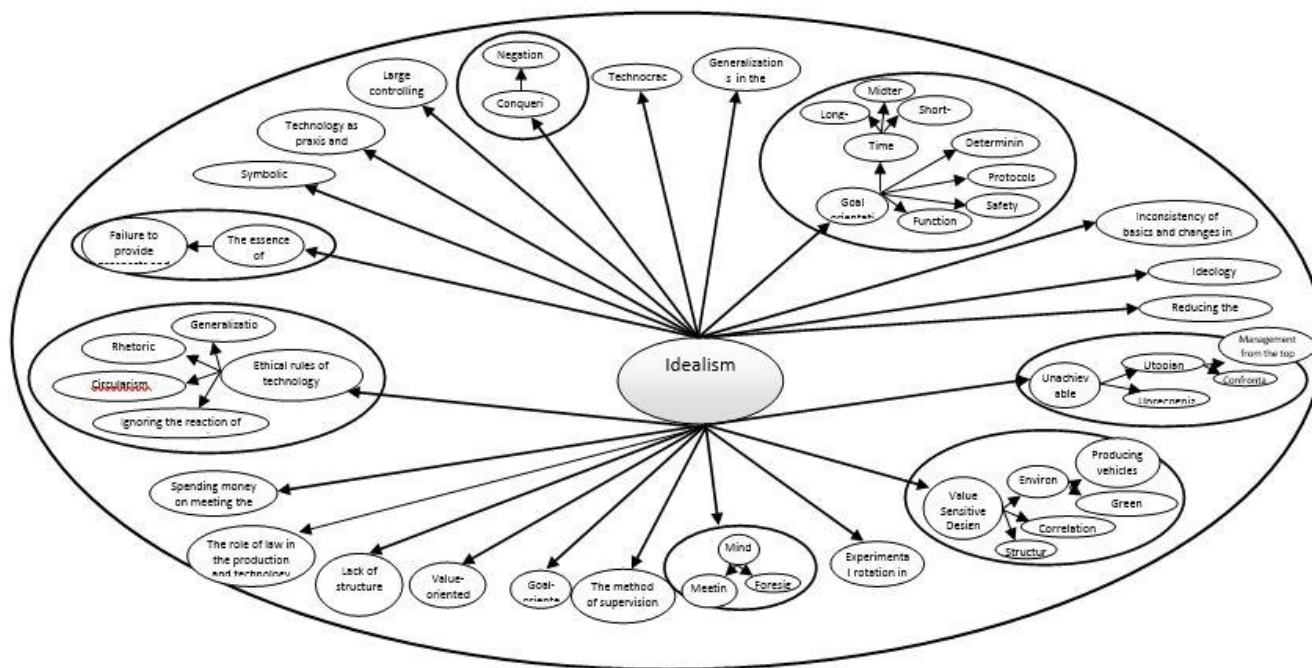 Negation
Conqueri
Large
controlling
Technocrac
Generalization
s in the
Technology as
praxis and
Symbolic
Midter
Long-
Short-
Time
Determinin
Protocols
Safety
Function
Goal
orientati
Failure to
provide
The essence
of
Inconsistency of
basics and changes in
Ideology
Reducing the
Idealism
Generalizatio
Rhetoric
Circularism
Ethical rules of
technology
Ignoring the reaction of
Management
from the top
Utopian
Confronta
Unachiev
able
Unrecogniz
Producing
vehicles
Environ
Green
Value
Sensitive
Design
Correlation
Structur
Spending money
on meeting the
The role of law in
the production
and technology
Lack of
structure
Value-
oriented
Goal-
oriente
The method
of supervision
Mind
Meetin
Foresig
Experimenta
l rotation in